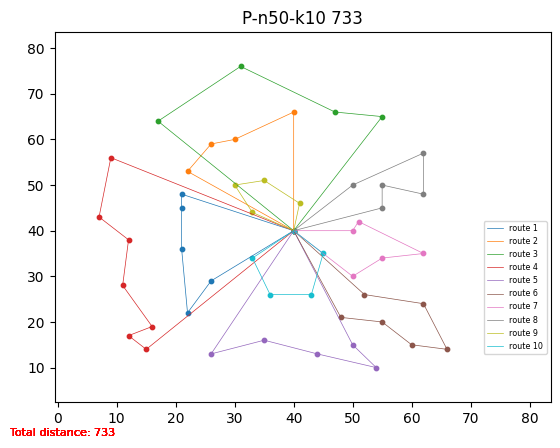 P-n50-k10 733
80
70
60
50
40
30
20
10
0 10 20 30 40 50 60 70 80
route 1
route 2
route 3
route 4
route 5
route 6
route 7
route 8
route 9
route 10
Total distance: 733